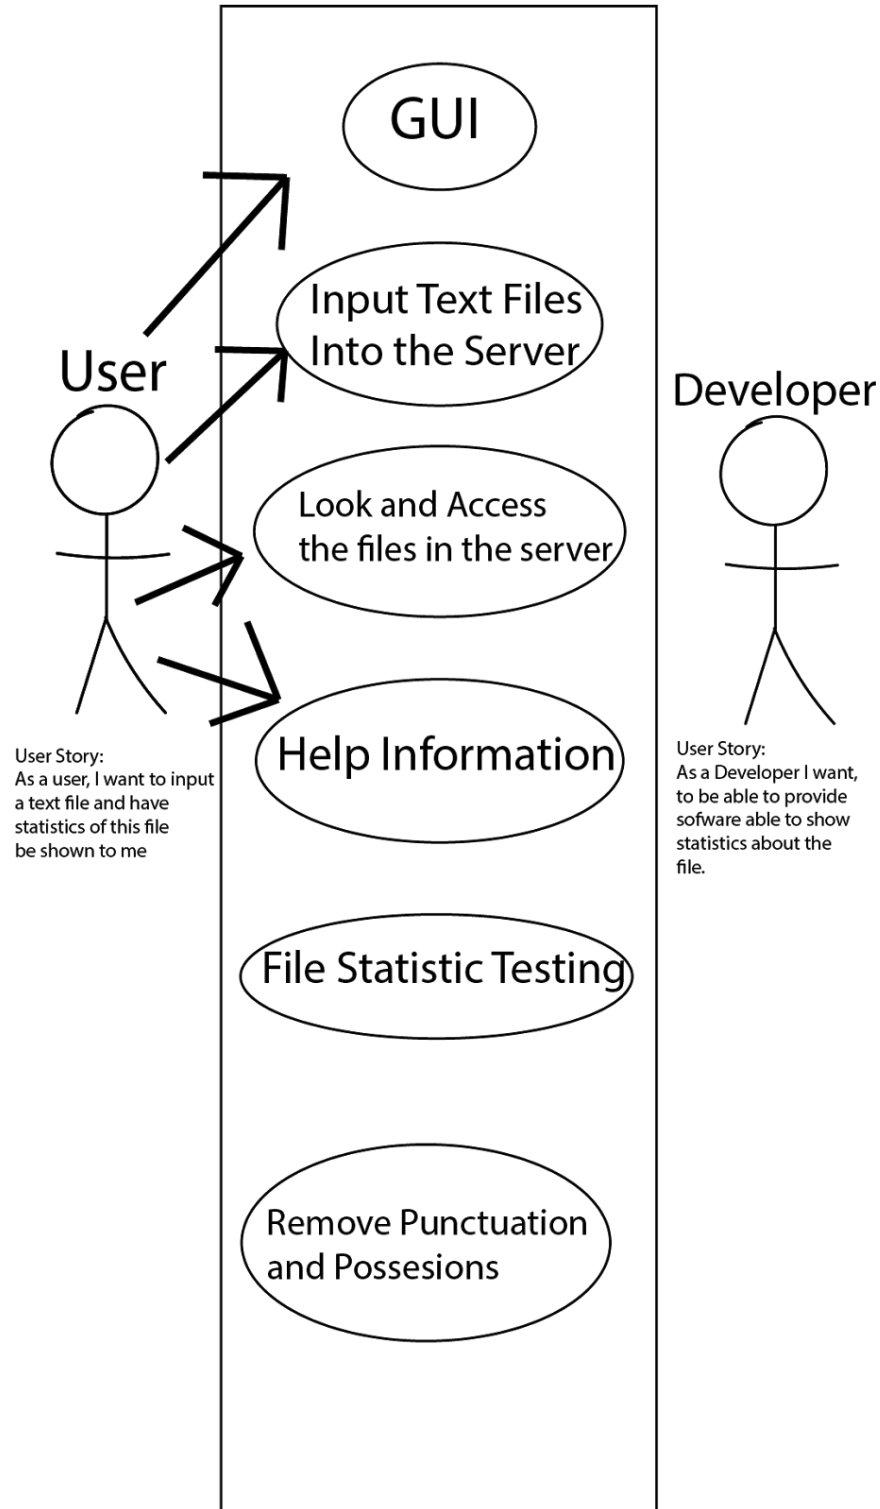 GUI
Input Text Files
Into the Server
User
Developer
Look and Access
the files in the server
Help Information
User Story:
As a user, I want to input
a text file and have
statistics of this file
be shown to me
User Story:
As a Developer I want,
to be able to provide
sofware able to show
statistics about the
file.
File Statistic Testing
Remove Punctuation
and Possesions